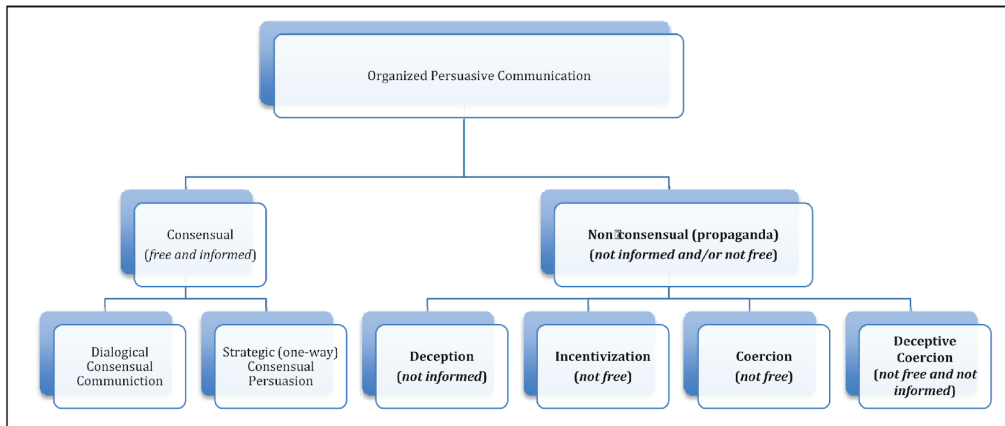 Organized Persuasive Communication
Consensual
(free and informed)
Non⍰consensual (propaganda)
(not informed and/or not free)
Dialogical
Consensual
Communication
Strategic (one-way)
Consensual
Persuasion
Deception
(not informed)
Incentivization
(not free)
Coercion
(not free)
Deceptive
Coercion
(not free and not
informed)